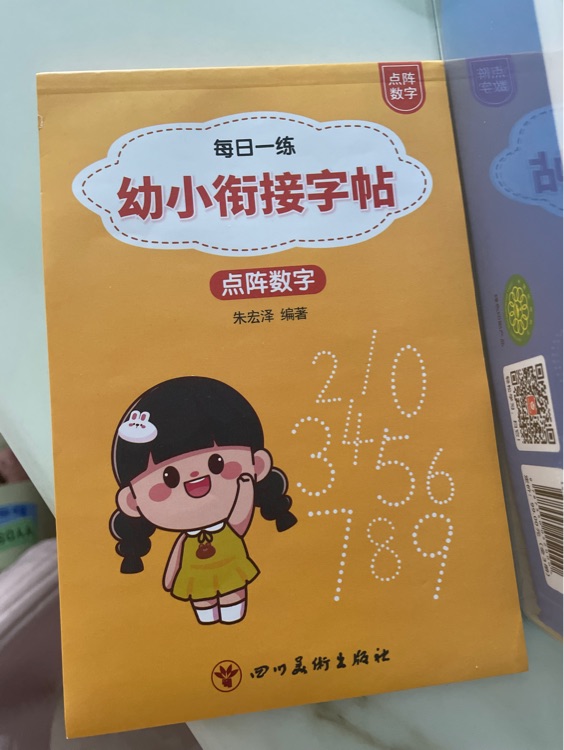 点阵
数字
每日一练
幼小衔接字帖
点阵数字
朱宏泽 编著
2 1 0
3 4 5 6
7 8 9
四川美术出版社